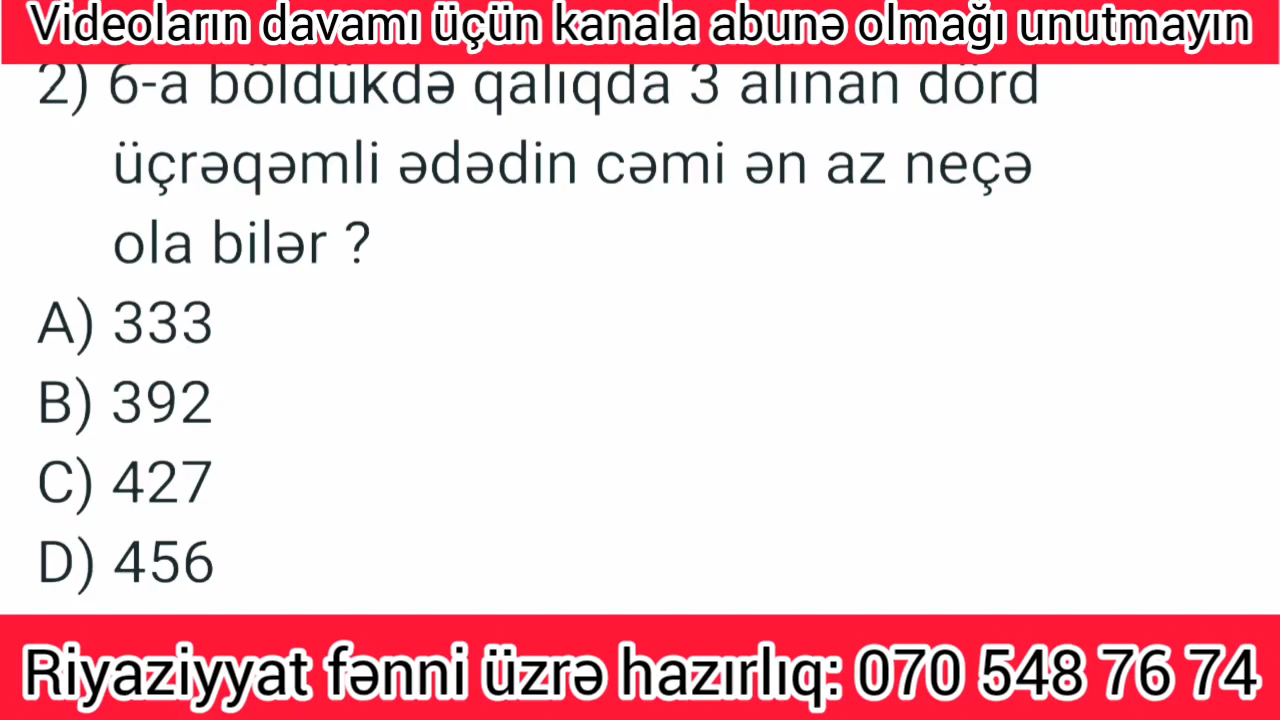 Videoların davamı üçün kanala abunə olmağı unutmayın
2) 6-a böldükdə qalıqda 3 alınan dörd
üçrəqəmli ədədin cəmi ən az neçə
ola bilər ?
A) 333
B) 392
C) 427
D) 456
Riyaziyyat fənni üzrə hazırlıq: 070 548 76 74